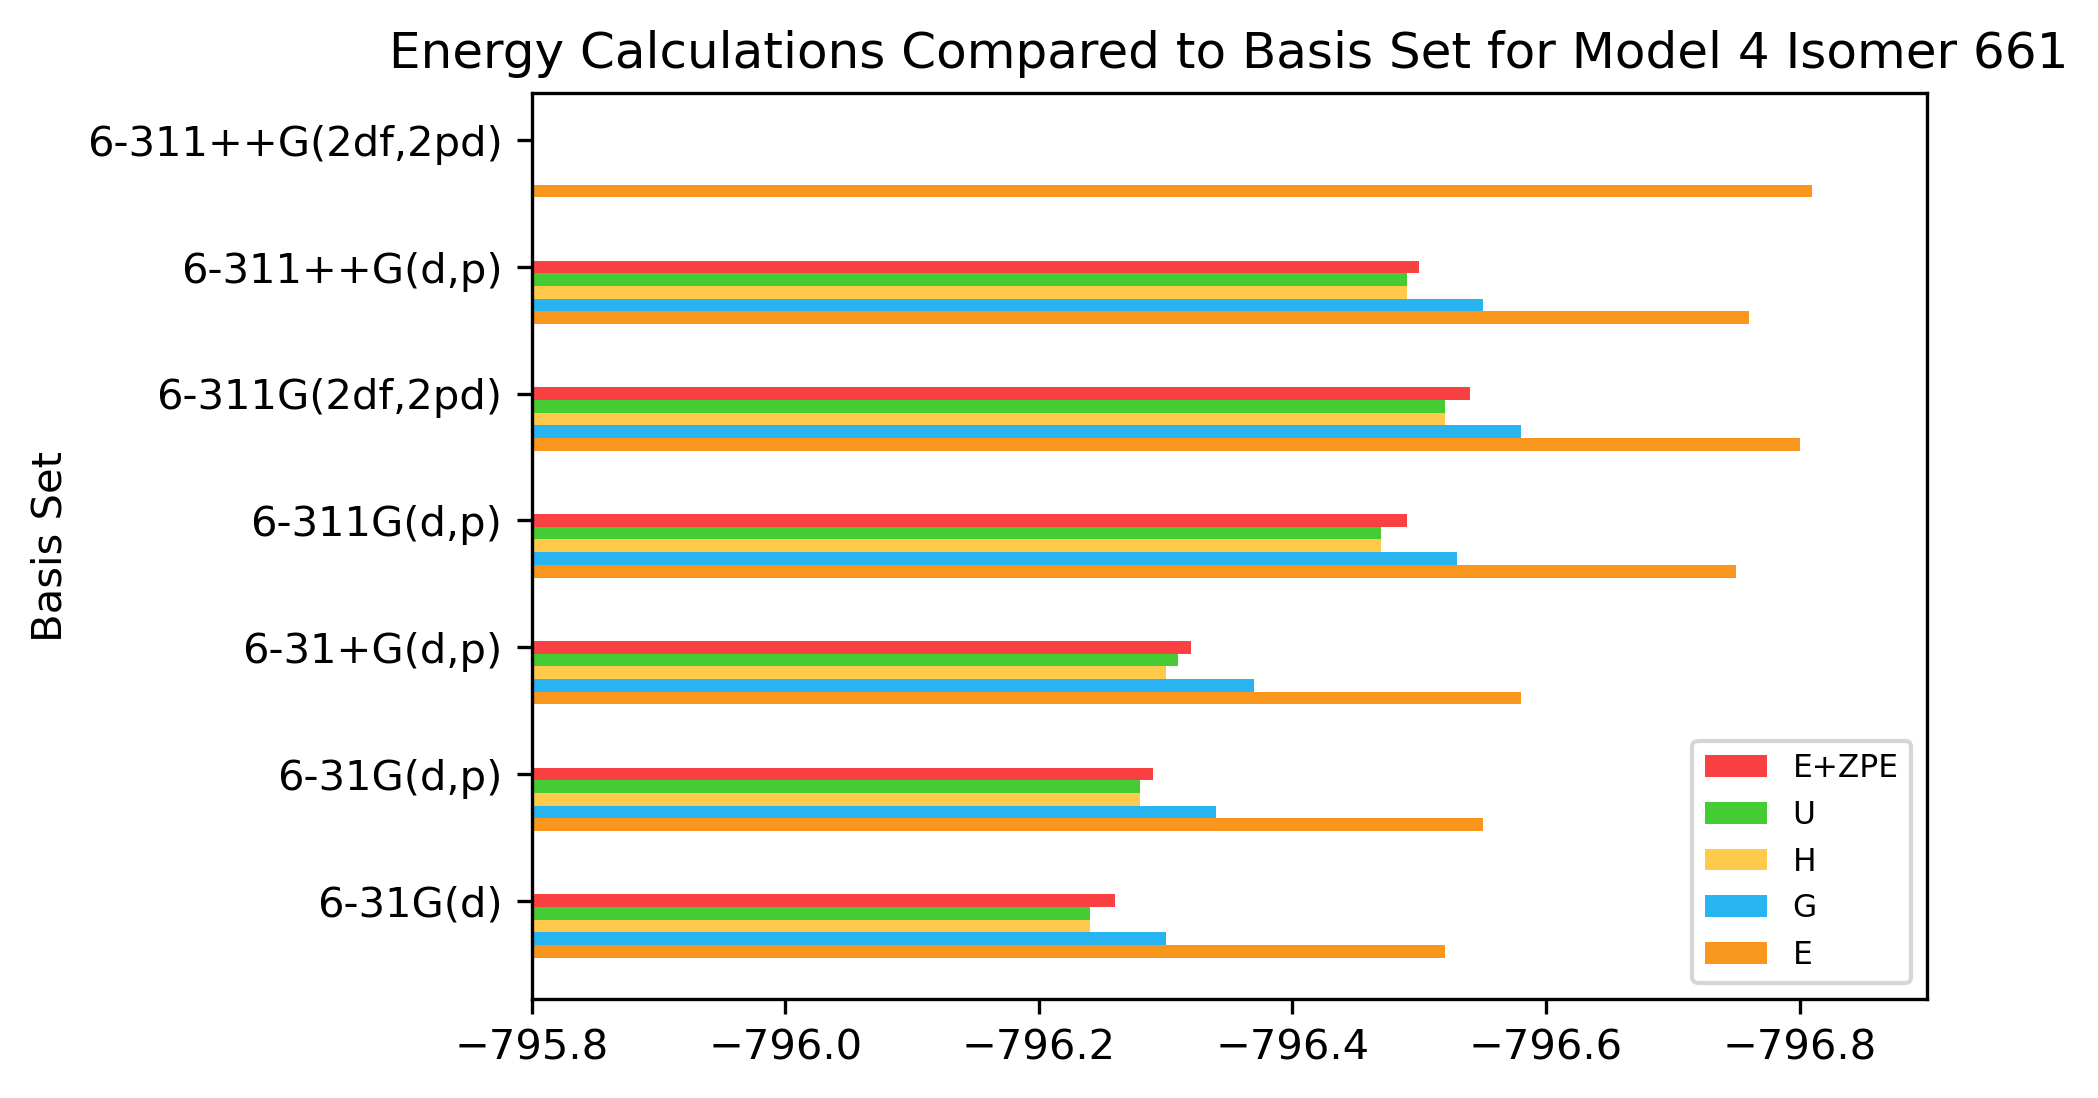 Energy Calculations Compared to Basis Set for Model 4 Isomer 661
6-311++G(2df,2pd)
6-311++G(d,p)
6-311G(2df,2pd)
6-311G(d,p)
6-31+G(d,p)
6-31G(d,p)
6-31G(d)
Basis Set
E+ZPE
U
H
G
E
−795.8 −796.0 −796.2 −796.4 −796.6 −796.8